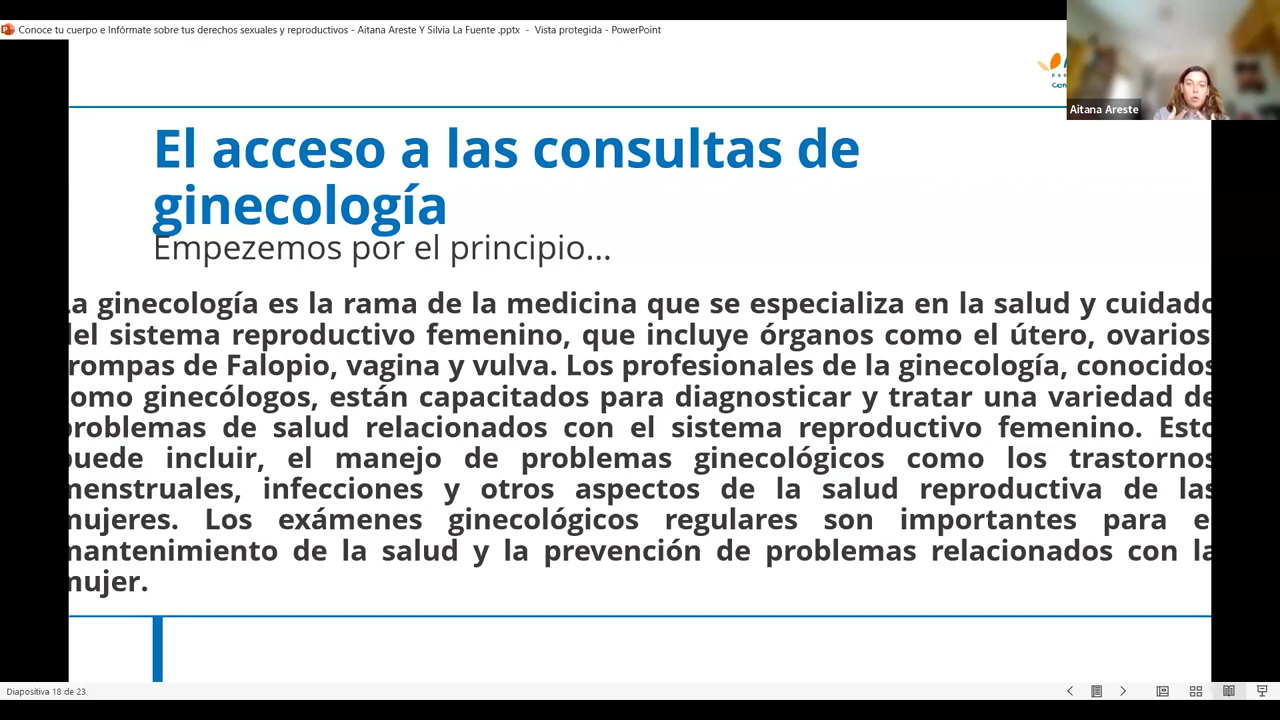 Conoce tu cuerpo e Infórmate sobre tus derechos sexuales y reproductivos - Aitana Areste Y Silvia La Fuente .pptx - Vista protegida - PowerPoint
Aitana Areste
El acceso a las consultas de
ginecología
Empezemos por el principio...
La ginecología es la rama de la medicina que se especializa en la salud y cuidado
del sistema reproductivo femenino, que incluye órganos como el útero, ovarios,
trompas de Falopio, vagina y vulva. Los profesionales de la ginecología, conocidos
como ginecólogos, están capacitados para diagnosticar y tratar una variedad de
problemas de salud relacionados con el sistema reproductivo femenino. Esto
puede incluir, el manejo de problemas ginecológicos como los trastornos
menstruales, infecciones y otros aspectos de la salud reproductiva de las
mujeres. Los exámenes ginecológicos regulares son importantes para el
mantenimiento de la salud y la prevención de problemas relacionados con la
mujer.
Diapositiva 18 de 23